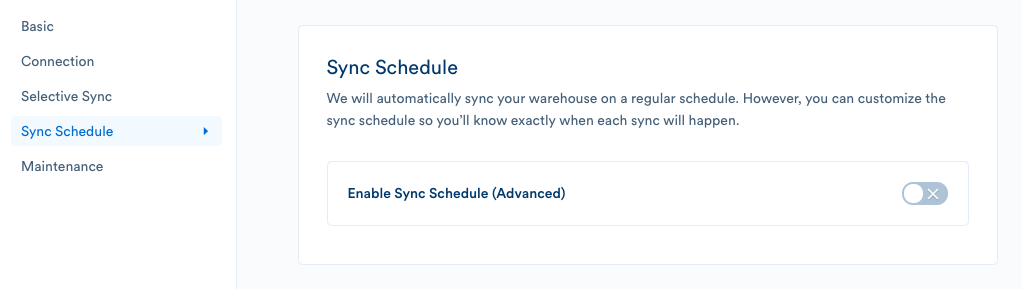 Basic
Connection
Selective Sync
Sync Schedule
Maintenance
Sync Schedule
We will automatically sync your warehouse on a regular schedule. However, you can customize the
sync schedule so you’ll know exactly when each sync will happen.
Enable Sync Schedule (Advanced)